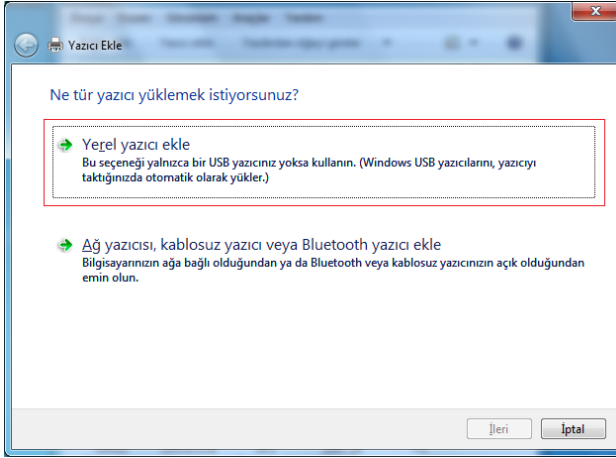 Yazıcı Ekle
Ne tür yazıcı yüklemek istiyorsunuz?
Yerel yazıcı ekle
Bu seçeneği yalnızca bir USB yazıcınız yoksa kullanın. (Windows USB yazıcılarını, yazıcıyı
taktığınızda otomatik olarak yükler.)
Ağ yazıcısı, kablosuz yazıcı veya Bluetooth yazıcı ekle
Bilgisayarınızın ağa bağlı olduğundan ya da Bluetooth veya kablosuz yazıcınızın açık olduğundan
emin olun.
İleri
İptal